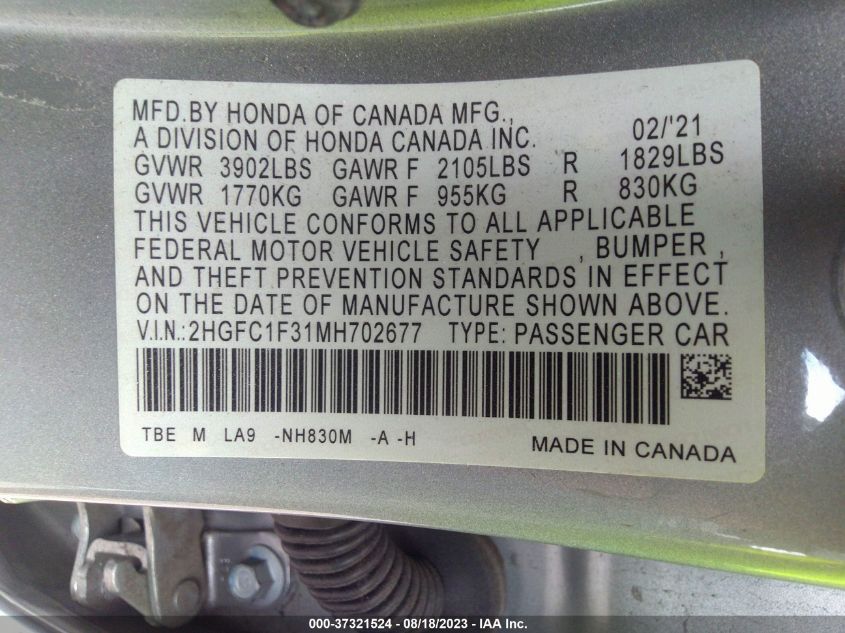 MFD.BY HONDA OF CANADA MFG.,
A DIVISION OF HONDA CANADA INC. 02/'21
GVWR 3902LBS GAWR F 2105LBS R 1829LBS
GVWR 1770KG GAWR F 955KG R 830KG
THIS VEHICLE CONFORMS TO ALL APPLICABLE
FEDERAL MOTOR VEHICLE SAFETY , BUMPER ,
AND THEFT PREVENTION STANDARDS IN EFFECT
ON THE DATE OF MANUFACTURE SHOWN ABOVE.
V.I.N.:2HGFC1F31MH702677 TYPE: PASSENGER CAR
TBE M LA9 -NH830M -A -H
MADE IN CANADA
000-37321524 / 08/18/2023 - © IAA Inc.